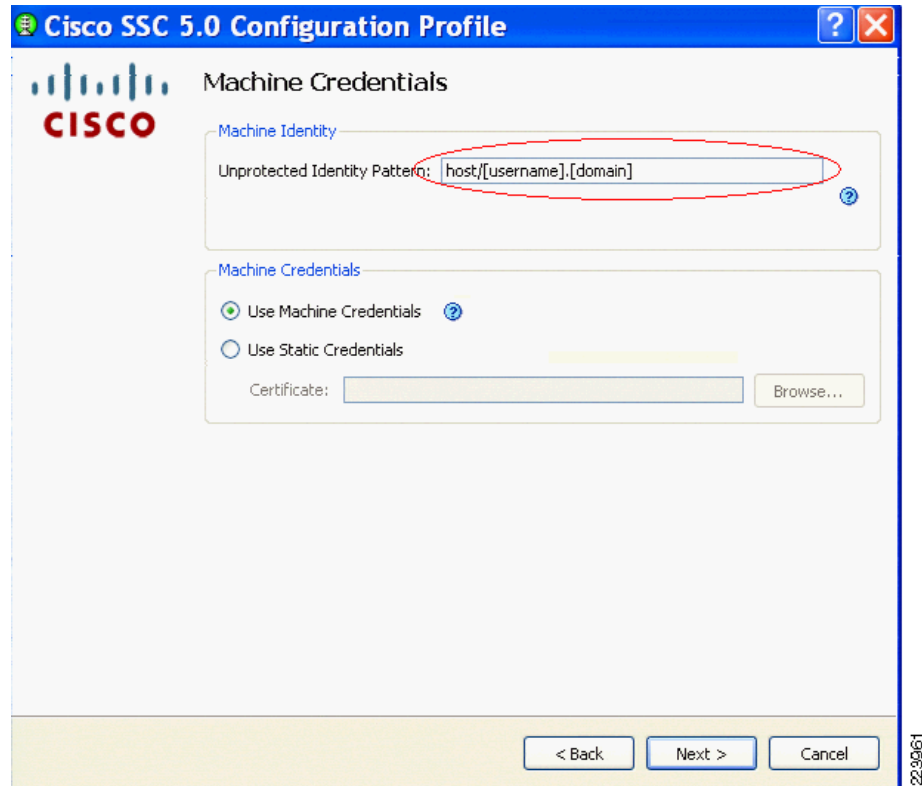 Cisco SSC 5.0 Configuration Profile
CISCO
Machine Credentials
Machine Identity
Unprotected Identity Pattern: host/[username].[domain]
Machine Credentials
Use Machine Credentials
Use Static Credentials
Certificate:
Browse...
< Back
Next >
Cancel
223961